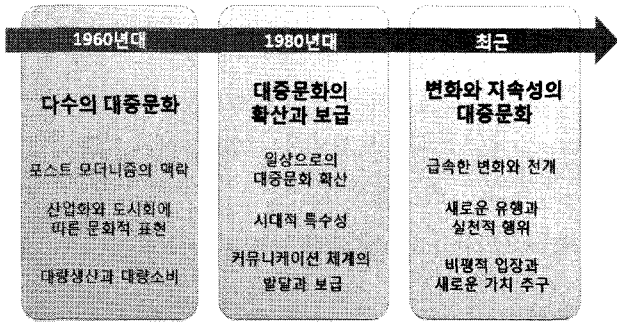 1960년대
1980년대
최근
다수의 대중문화
포스트 모더니즘의 맥락
산업화와 도시화에
따른 문화적 표현
대량생산과 대량소비
대중문화의
확산과 보급
일상으로의
대중문화 확산
시대적 특수성
커뮤니케이션 체계의
발달과 보급
변화와 지속성의
대중문화
급속한 변화와 전개
새로운 유행과
실천적 행위
비평적 입장과
새로운 가치 추구